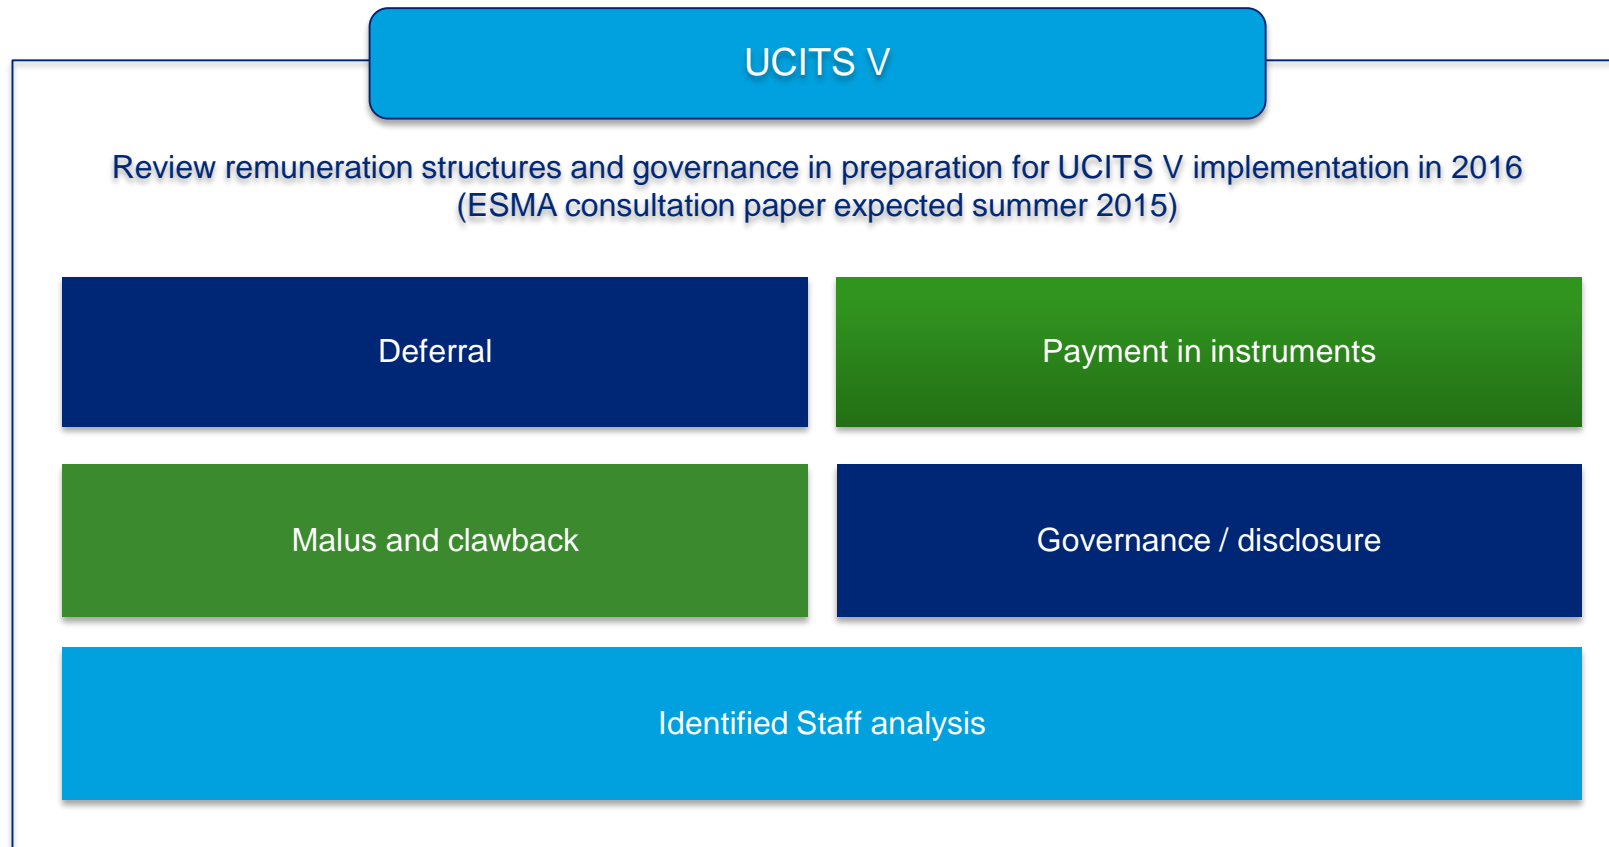 UCITS V
Review remuneration structures and governance in preparation for UCITS V implementation in 2016
(ESMA consultation paper expected summer 2015)
Deferral
Payment in instruments
Malus and clawback
Governance / disclosure
Identified Staff analysis